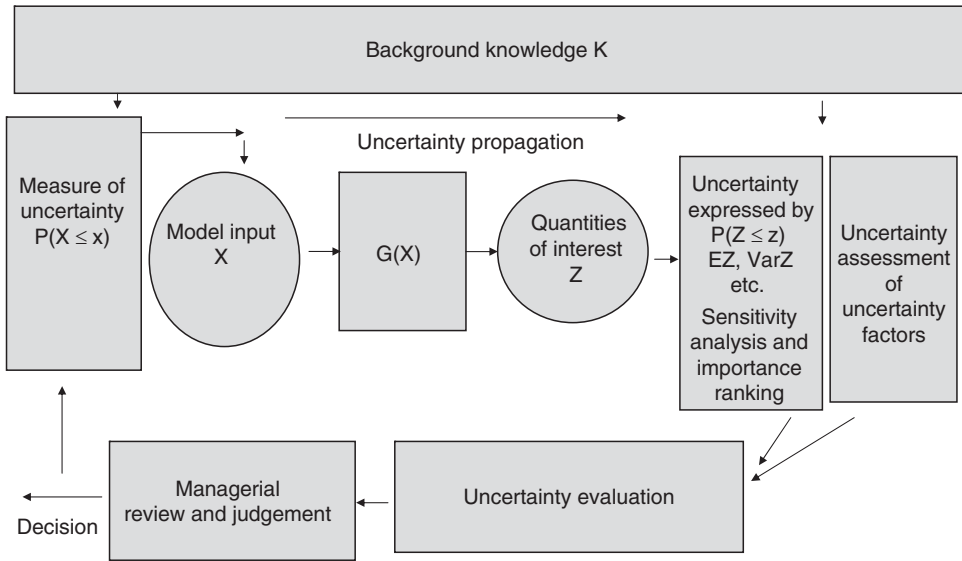 Background knowledge K
Uncertainty propagation
Measure of
uncertainty
P(X ≤ x)
Model input
X
G(X)
Quantities
of interest
Z
Uncertainty
expressed by
P(Z ≤ z)
EZ, VarZ
etc.
Sensitivity
analysis and
importance
ranking
Uncertainty
assessment
of
uncertainty
factors
Uncertainty evaluation
Managerial
review and judgement
Decision